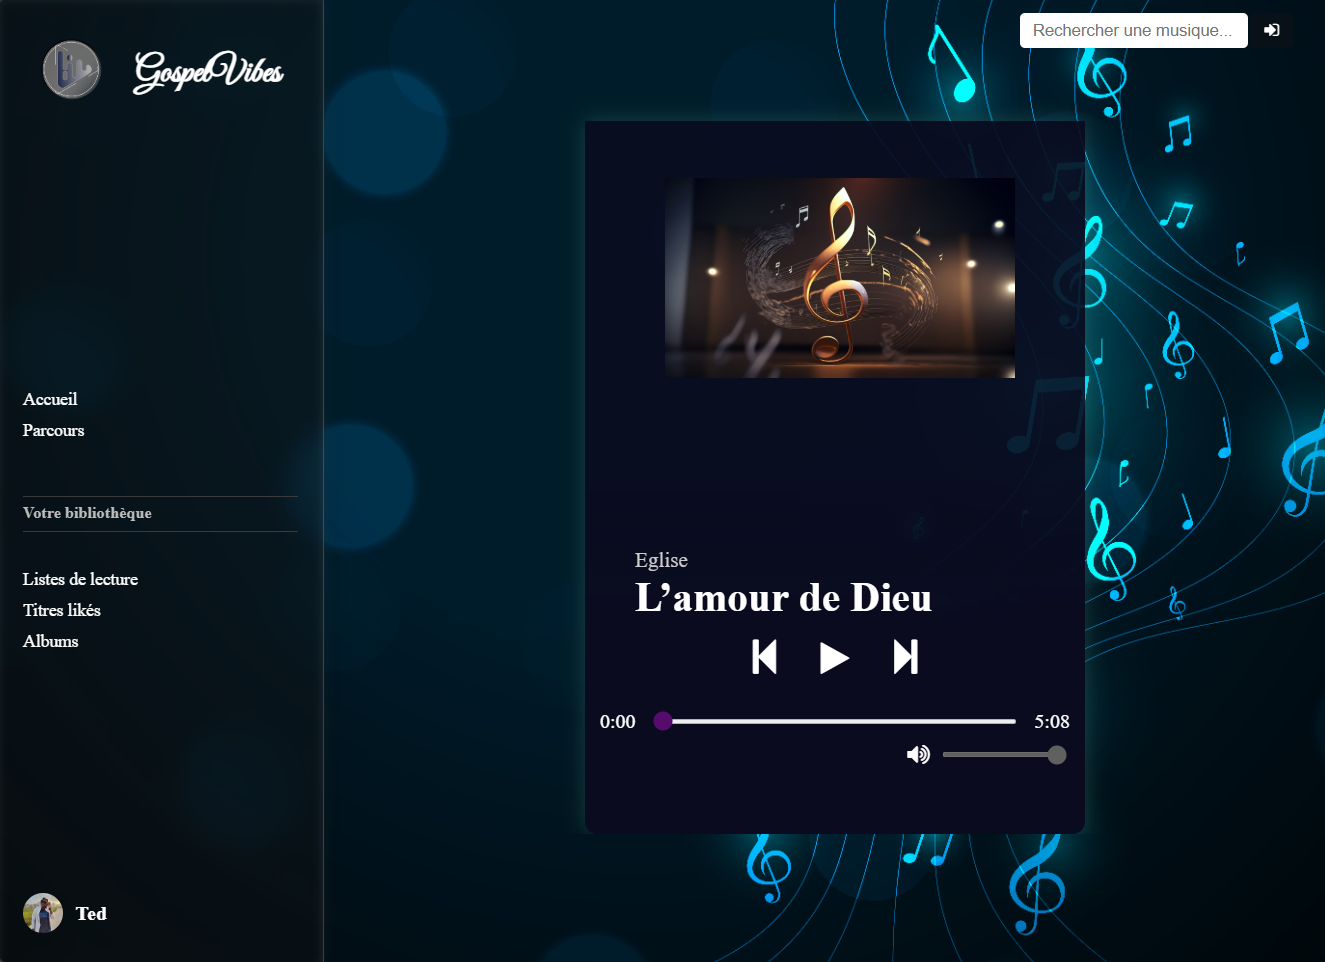 GospelVibes
Rechercher une musique...
Accueil
Parcours
Votre bibliothèque
Listes de lecture
Titres likés
Albums
Ted
Eglise
L’amour de Dieu
0:00
5:08